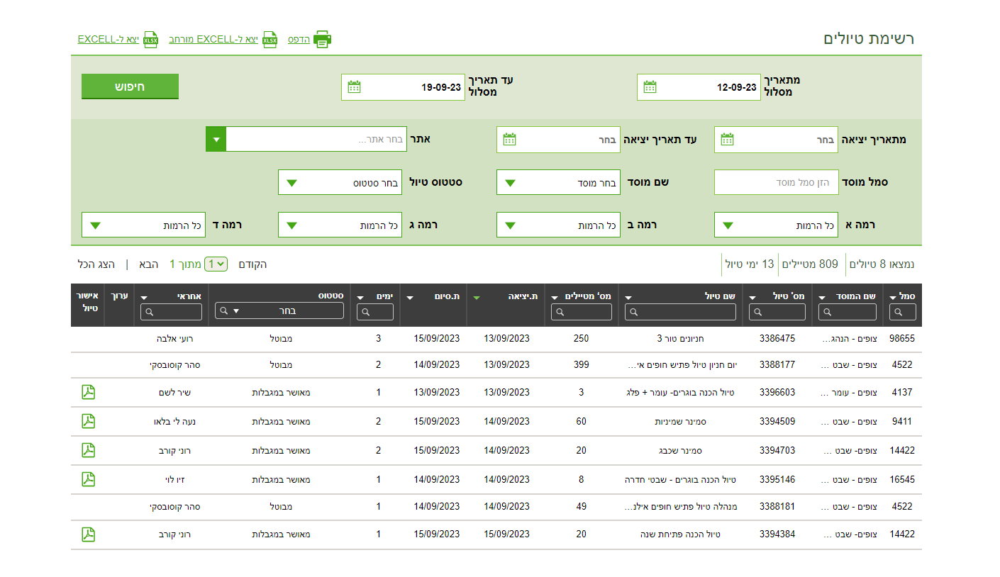 רשימת טיולים
הדפס יצא ל-EXCELL מורחב יצא ל-EXCELL
מתאריך מסלול 12-09-23 עד תאריך מסלול 19-09-23 חיפוש
מתאריך יציאה בחר עד תאריך יציאה בחר אתר בחר אתר...
סמל מוסד הזן סמל מוסד שם מוסד בחר מוסד סטטוס טיול בחר סטטוס
רמה א כל הרמות רמה ב כל הרמות רמה ג כל הרמות רמה ד כל הרמות
נמצאו 8 טיולים 809 מטיילים 13 ימי טיול הקודם 1 מתוך 1 הבא | הצג הכל
סמל שם המוסד מס' טיול שם טיול מס' מטיילים ת.יציאה ת.סיום ימים סטטוס אחראי ערוך אישור טיול
בחר
98655 צופים - הנהג... 3386475 חניונים טור 3 250 13/09/2023 15/09/2023 3 מבוטל רועי אלבה
4522 צופים - שבט ... 3388177 יום חניון טיול פתיש חופים אי... 399 13/09/2023 14/09/2023 2 מבוטל סהר קוסובסקי
4137 צופים - עומר ... 3396603 טיול הכנה בוגרים- עומר + פלג 3 13/09/2023 13/09/2023 1 מאושר במגבלות שיר לשם
9411 צופים - שבט ... 3394509 סמינר שמיניות 60 14/09/2023 15/09/2023 2 מאושר במגבלות נעה לי בלאו
14422 צופים- שבט ... 3394703 סמינר שכבג 20 14/09/2023 15/09/2023 2 מאושר במגבלות רוני קורב
16545 צופים - שבט ... 3395146 טיול הכנה בוגרים - שבטי חדרה 8 14/09/2023 14/09/2023 1 מאושר במגבלות זיו לוי
4522 צופים - שבט ... 3388181 מנהלה טיול פתיש חופים אילנ... 49 14/09/2023 14/09/2023 1 מבוטל סהר קוסובסקי
14422 צופים- שבט ... 3394384 טיול הכנה פתיחת שנה 20 15/09/2023 15/09/2023 1 מאושר במגבלות רוני קורב